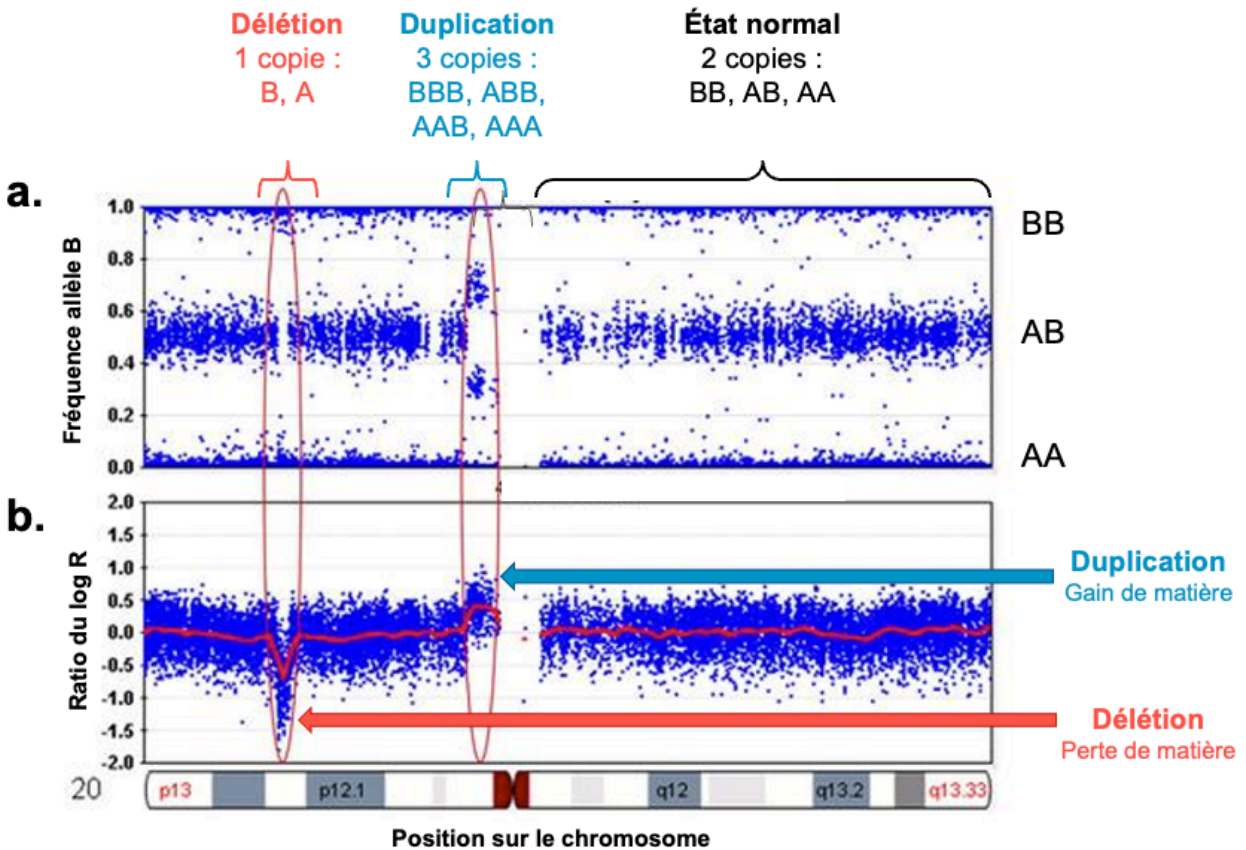 Délétion
1 copie :
B, A
Duplication
3 copies :
BBB, ABB,
AAB, AAA
État normal
2 copies :
BB, AB, AA
a.
Fréquence allèle B
1.0
0.8
0.6
0.4
0.2
0.0
BB
AB
AA
b.
Ratio du log R
2.0
1.5
1.0
0.5
0.0
-0.5
-1.0
-1.5
-2.0
Duplication
Gain de matière
Délétion
Perte de matière
20 p13 p12.1 q12 q13.2 q13.33
Position sur le chromosome